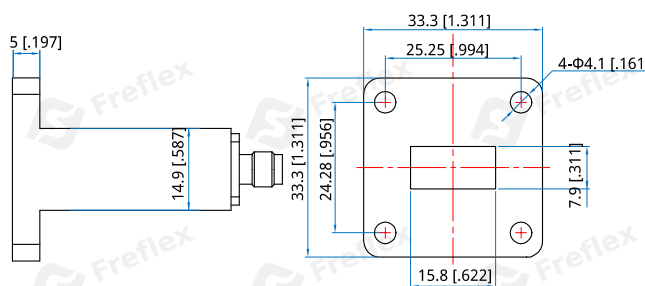 33.3 [1.311]
5 [.197]
25.25 [.994]
4-Φ4.1 [.161
Freflex
Freflex
Freflex
14.9 [.587]
33.3 [1.311]
24.28 [.956]
7.9 [.311]
Freflex
Freflex
Freflex
15.8 [.622]